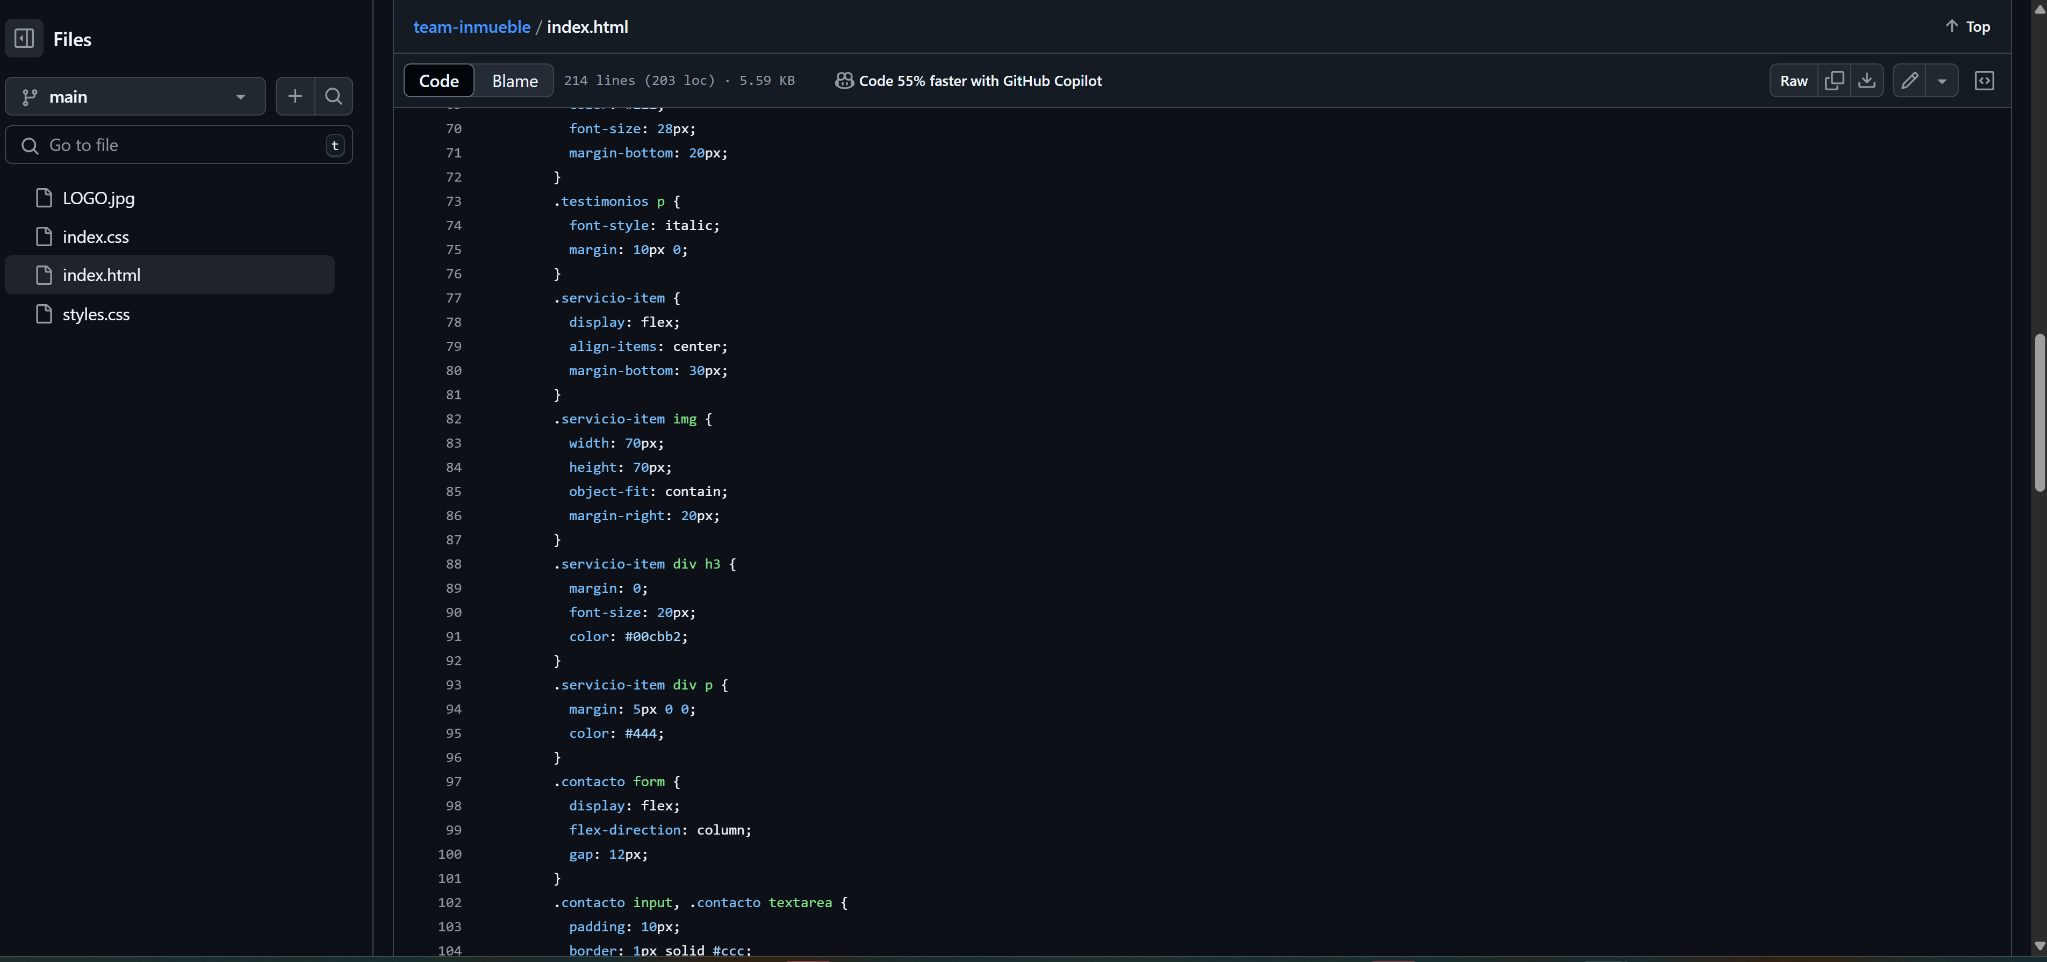 Files
main
Go to file
t
LOGO.jpg
index.css
index.html
styles.css
team-inmueble / index.html
Top
Code
Blame
214 lines (203 loc) · 5.59 KB
Code 55% faster with GitHub Copilot
Raw
70 font-size: 28px;
71 margin-bottom: 20px;
72 }
73 .testimonios p {
74 font-style: italic;
75 margin: 10px 0;
76 }
77 .servicio-item {
78 display: flex;
79 align-items: center;
80 margin-bottom: 30px;
81 }
82 .servicio-item img {
83 width: 70px;
84 height: 70px;
85 object-fit: contain;
86 margin-right: 20px;
87 }
88 .servicio-item div h3 {
89 margin: 0;
90 font-size: 20px;
91 color: #00cbb2;
92 }
93 .servicio-item div p {
94 margin: 5px 0 0;
95 color: #444;
96 }
97 .contacto form {
98 display: flex;
99 flex-direction: column;
100 gap: 12px;
101 }
102 .contacto input, .contacto textarea {
103 padding: 10px;
104 border: 1px solid #ccc;